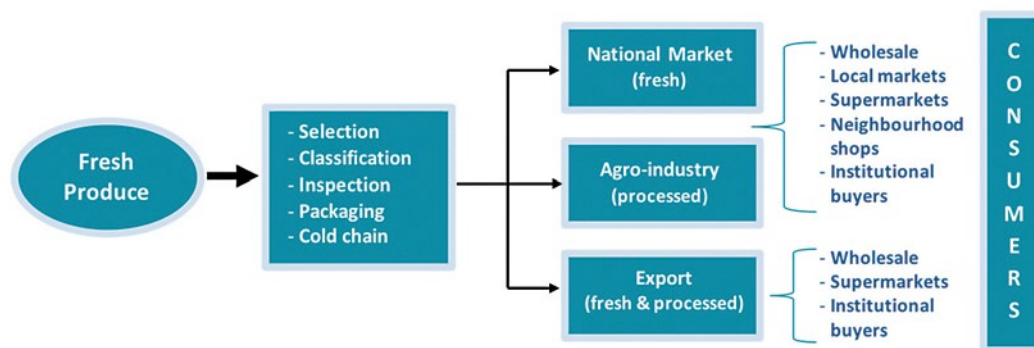 Fresh
Produce
- Selection
- Classification
- Inspection
- Packaging
- Cold chain
National Market
(fresh)
Agro-industry
(processed)
Export
(fresh & processed)
- Wholesale
- Local markets
- Supermarkets
- Neighbourhood
shops
- Institutional
buyers
- Wholesale
- Supermarkets
- Institutional
buyers
C
O
N
S
U
M
E
R
S